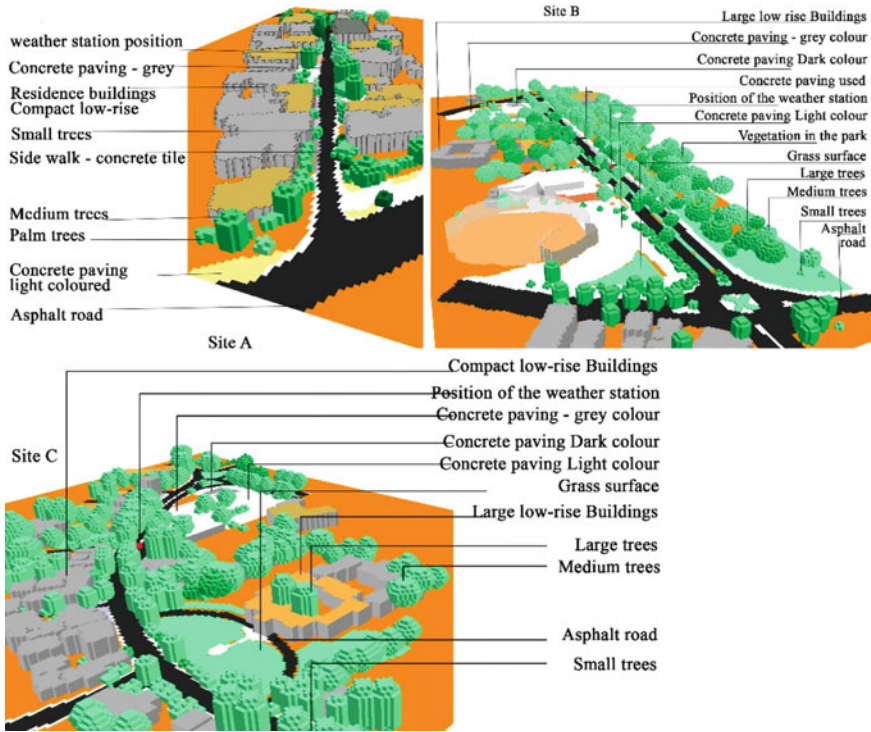 weather station position
Concrete paving - grey
Residence buildings
Compact low-rise
Small trees
Side walk - concrete tile
Medium trees
Palm trees
Concrete paving
light coloured
Asphalt road
Site A
Site B
Large low rise Buildings
Concrete paving - grey colour
Concrete paving Dark colour
Concrete paving used
Position of the weather station
Concrete paving Light colour
Vegetation in the park
Grass surface
Large trees
Medium trees
Small trees
Asphalt
road
Site C
Compact low-rise Buildings
Position of the weather station
Concrete paving - grey colour
Concrete paving Dark colour
Concrete paving Light colour
Grass surface
Large low-rise Buildings
Large trees
Medium trees
Asphalt road
Small trees